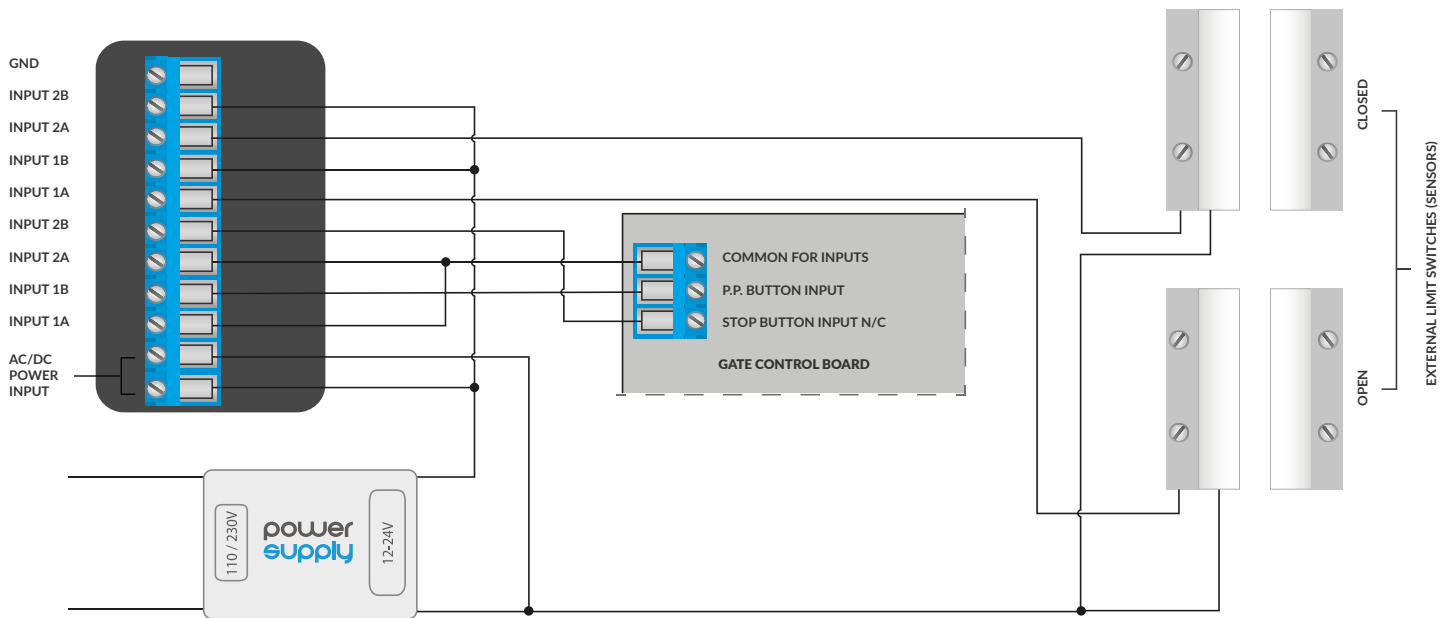 GND
INPUT 2B
INPUT 2A
INPUT 1B
INPUT 1A
INPUT 2B
INPUT 2A
INPUT 1B
INPUT 1A
AC/DC
POWER
INPUT
COMMON FOR INPUTS
P.P. BUTTON INPUT
STOP BUTTON INPUT N/C
GATE CONTROL BOARD
110 / 230V
power
supply
12-24V
CLOSED
OPEN
EXTERNAL LIMIT SWITCHES (SENSORS)